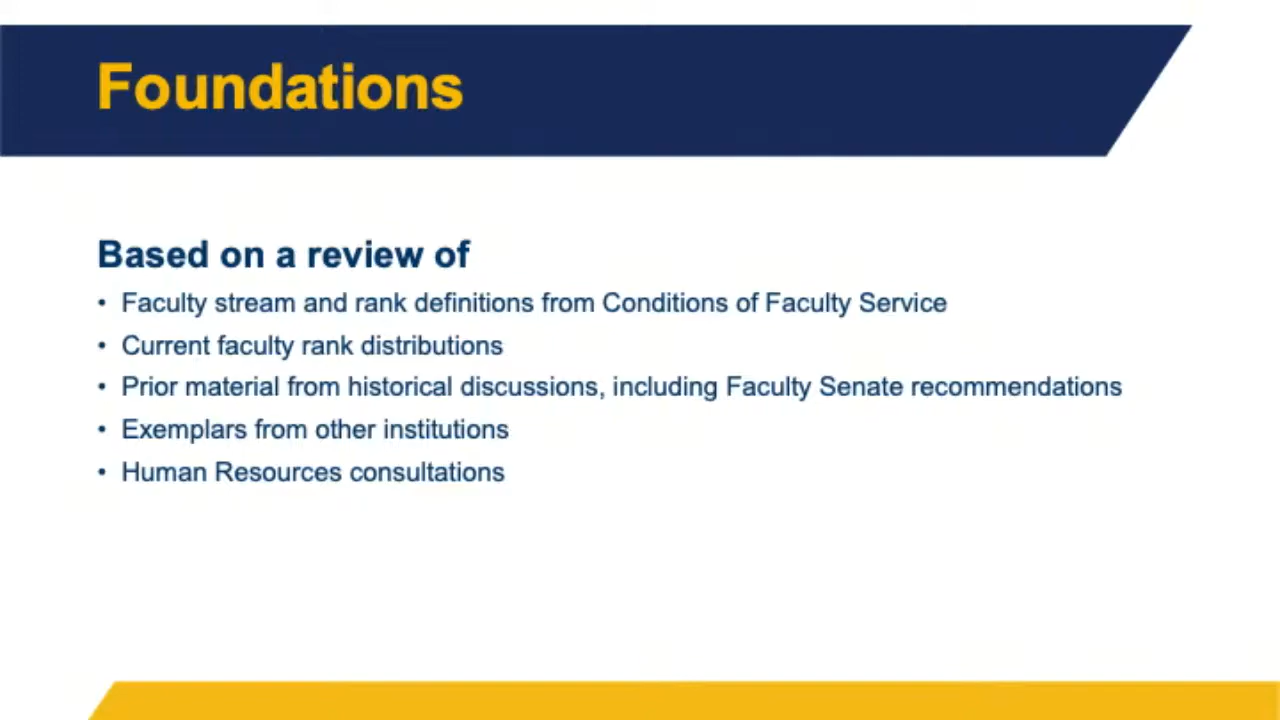 Foundations
Based on a review of
• Faculty stream and rank definitions from Conditions of Faculty Service
• Current faculty rank distributions
• Prior material from historical discussions, including Faculty Senate recommendations
• Exemplars from other institutions
• Human Resources consultations